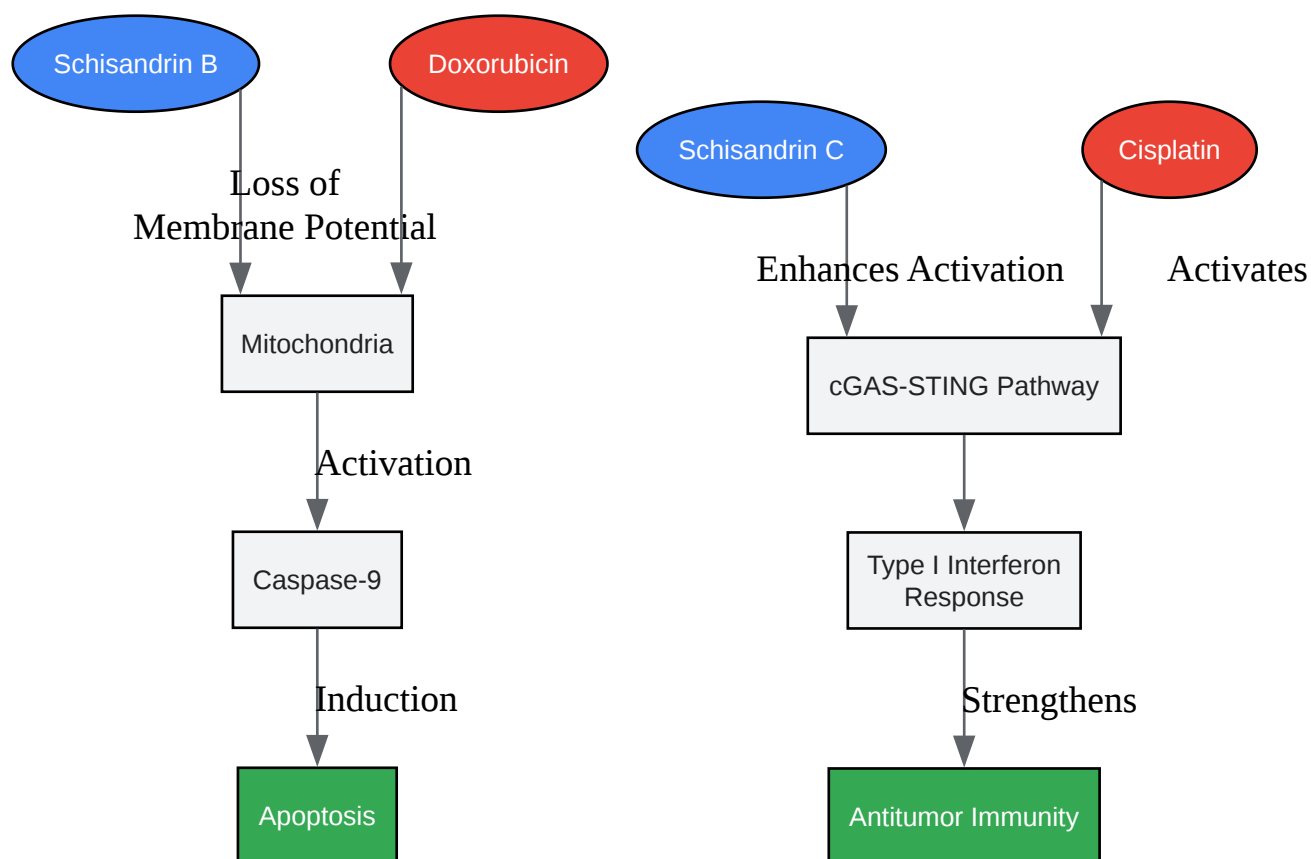 Schisandrin B
Doxorubicin
Loss of
Membrane Potential
Mitochondria
Activation
Caspase-9
Induction
Apoptosis
Schisandrin C
Cisplatin
Enhances Activation
Activates
cGAS-STING Pathway
Type I Interferon
Response
Strengthens
Antitumor Immunity